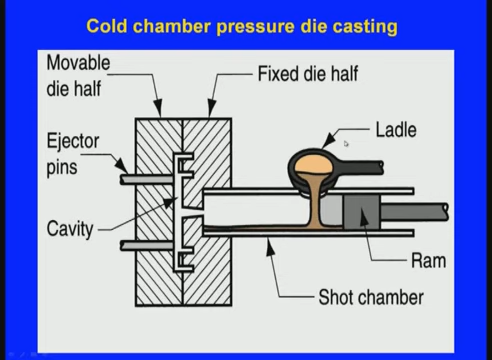 Cold chamber pressure die casting
Movable
die half
Fixed die half
Ladle
Ejector
pins
Cavity
Ram
Shot chamber